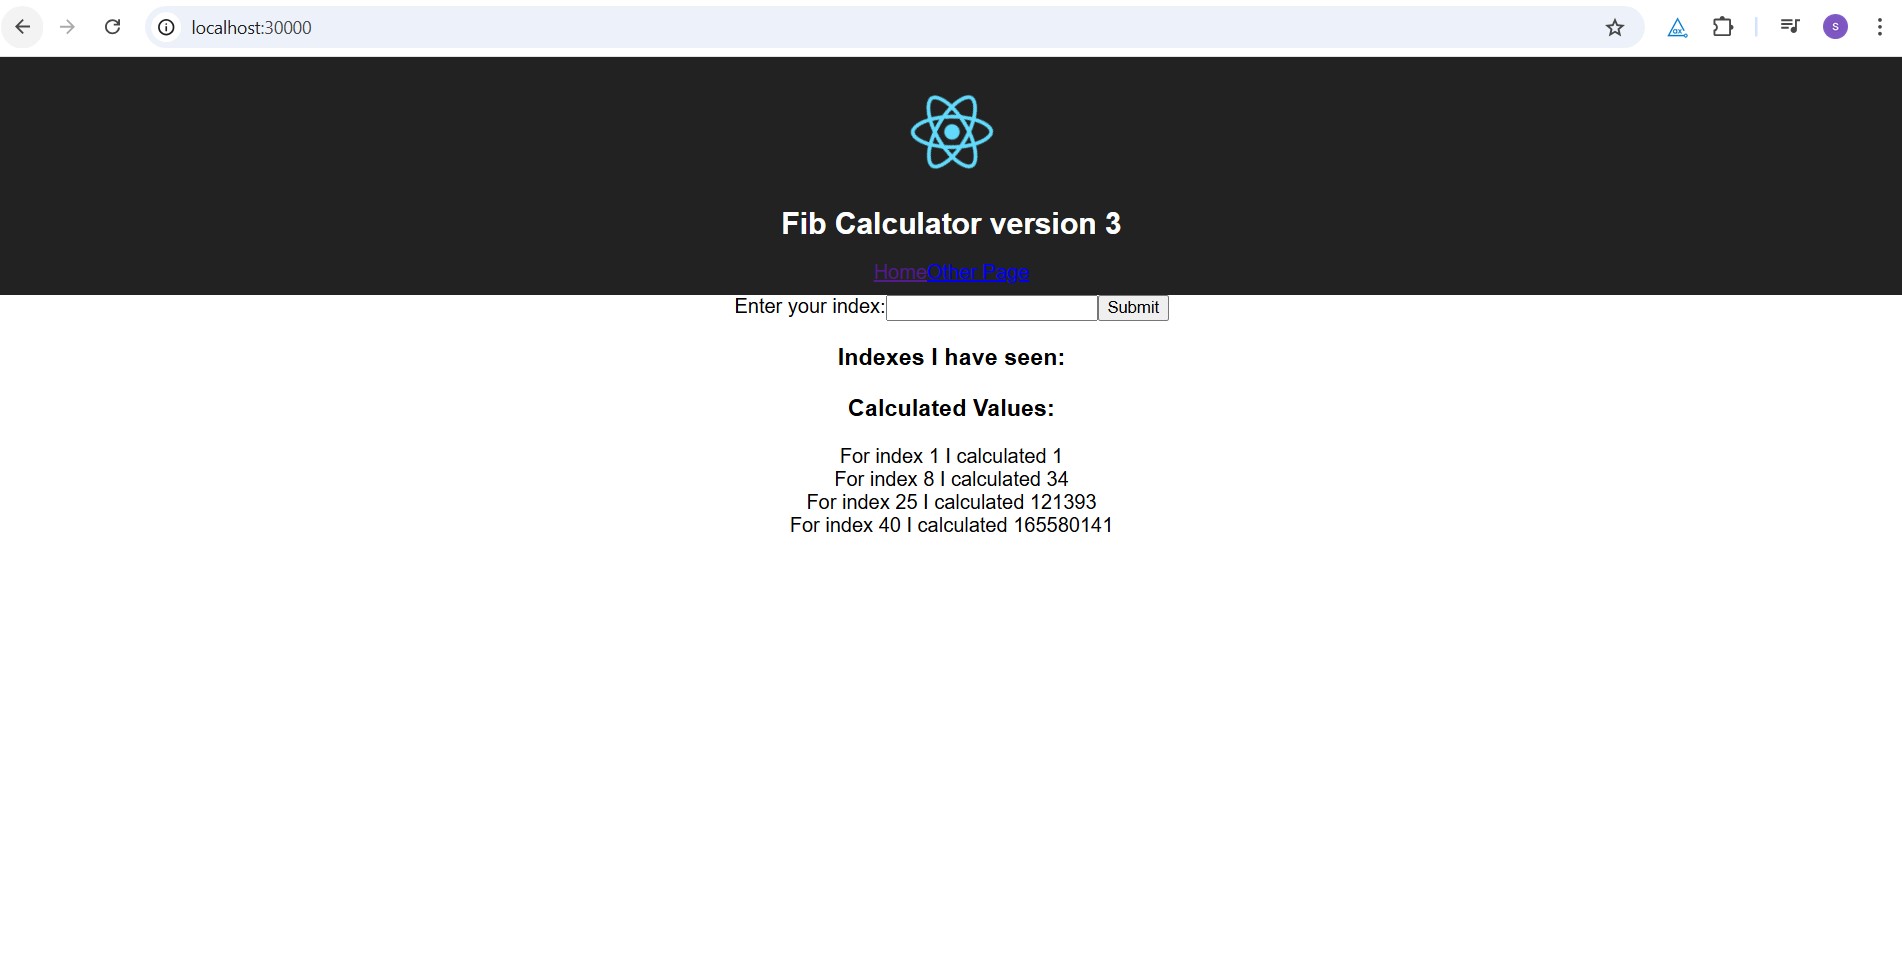 localhost:30000
S
Fib Calculator version 3
HomeOther Page
Enter your index: Submit
Indexes I have seen:
Calculated Values:
For index 1 I calculated 1
For index 8 I calculated 34
For index 25 I calculated 121393
For index 40 I calculated 165580141